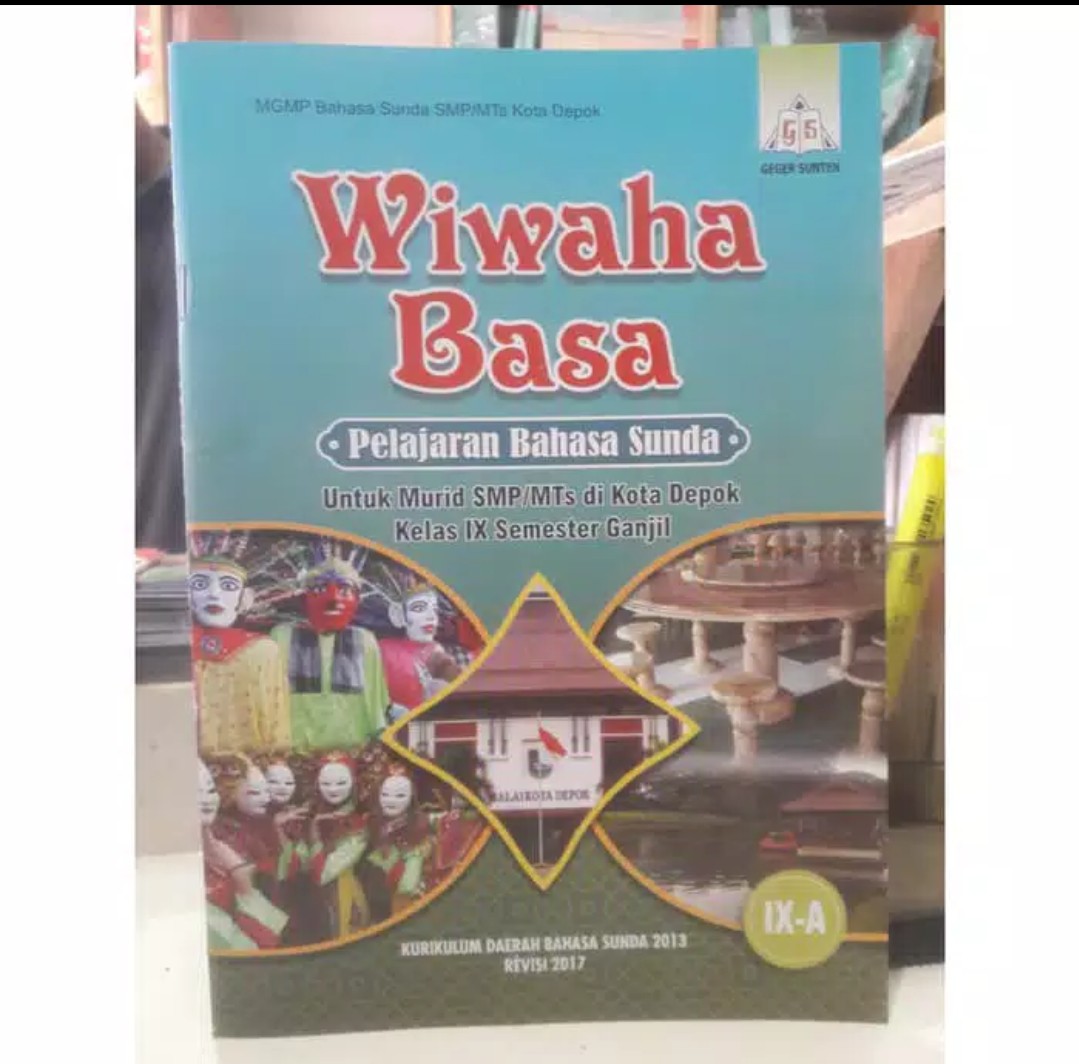 MGMP Bahasa Sunda SMP/MTs Kota Depok
GS
GEGER SUNTEN
Wiwaha
Basa
Pelajaran Bahasa Sunda
Untuk Murid SMP/MTs di Kota Depok
Kelas IX Semester Ganjil
BALAIKOTA DEPOK
IX-A
KURIKULUM DAERAH BAHASA SUNDA 2013
REVISI 2017